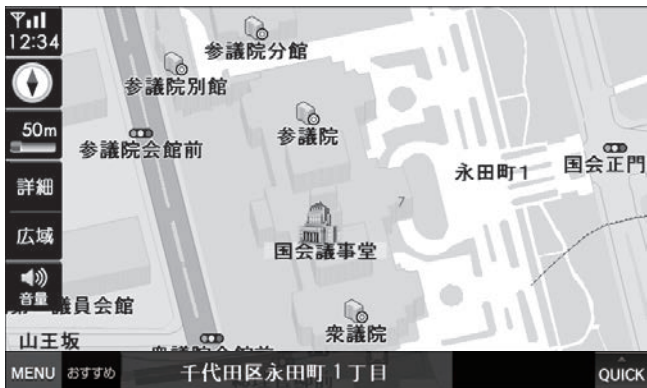 12:34
50m
詳細
広域
音量
参議院分館
参議院別館
参議院
参議院会館前
永田町1
国会正門
7
国会議事堂
議員会館
衆議院
山王坂
MENU
おすすめ
千代田区永田町1丁目
QUICK